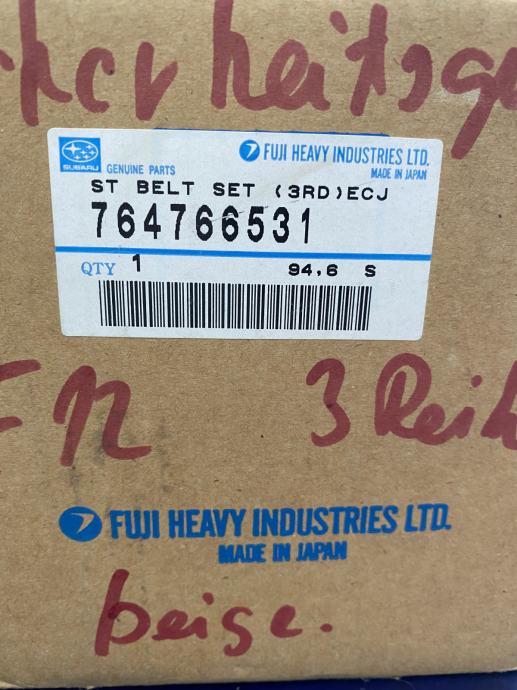 cherheitsgu
SUBARU GENUINE PARTS
FUJI HEAVY INDUSTRIES LTD.
MADE IN JAPAN
ST BELT SET (3RD)ECJ
764766531
QTY 1 94.6 S
3 Reih
FUJI HEAVY INDUSTRIES LTD.
MADE IN JAPAN
beige.